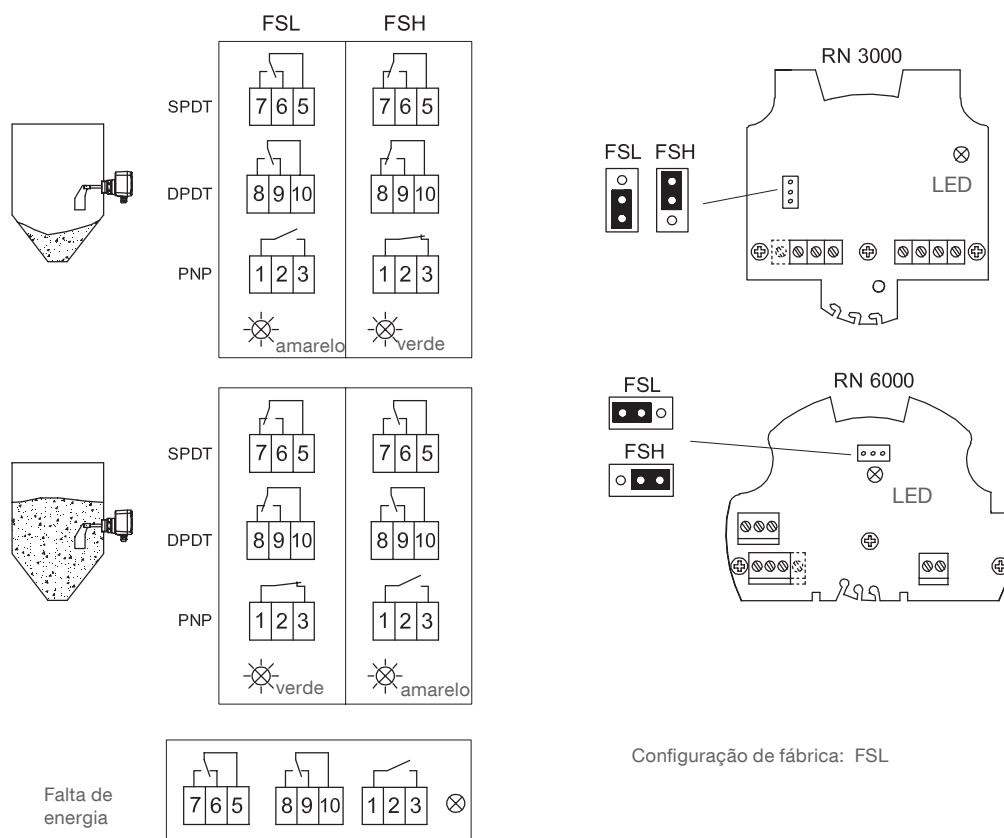 FSL FSH
SPDT
7 6 5 7 6 5
DPDT
8 9 10 8 9 10
PNP
1 2 3 1 2 3
amarelo verde
SPDT
7 6 5 7 6 5
DPDT
8 9 10 8 9 10
PNP
1 2 3 1 2 3
verde amarelo
Falta de
energia
7 6 5 8 9 10 1 2 3
RN 3000
FSL FSH
LED
RN 6000
FSL
FSH
LED
Configuração de fábrica: FSL